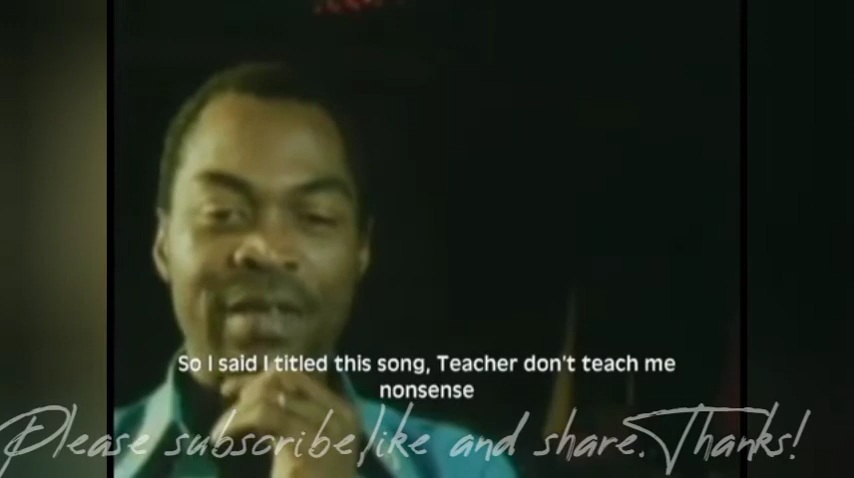 So I said I titled this song, Teacher don't teach me
nonsense
Please subscribe, like and share. Thanks!